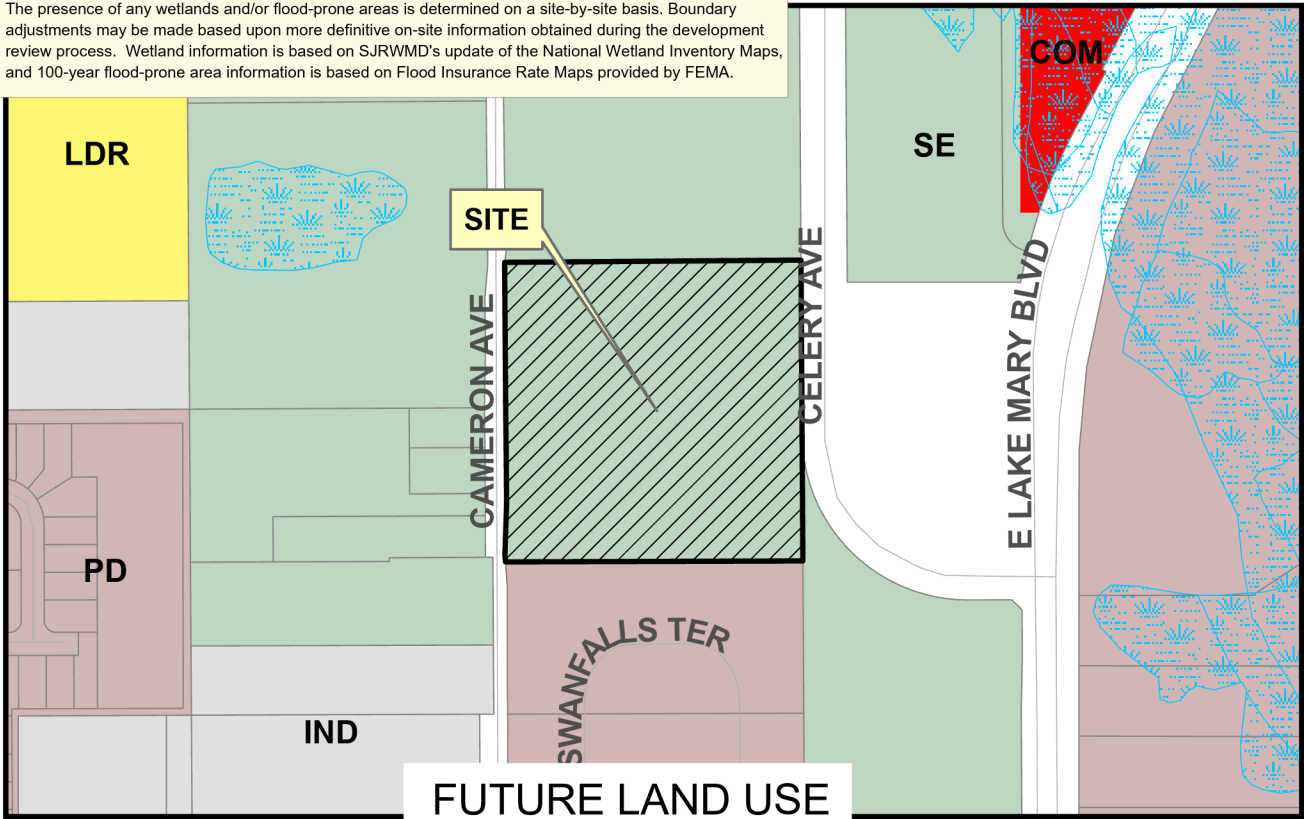 The presence of any wetlands and/or flood-prone areas is determined on a site-by-site basis. Boundary
adjustments may be made based upon more definitive on-site information obtained during the development
review process. Wetland information is based on SJRWMD's update of the National Wetland Inventory Maps,
and 100-year flood-prone area information is based on Flood Insurance Rate Maps provided by FEMA.
COM
LDR
SE
SITE
CAMERON AVE
CELERY AVE
E LAKE MARY BLVD
PD
SWANFALLS TER
IND
FUTURE LAND USE